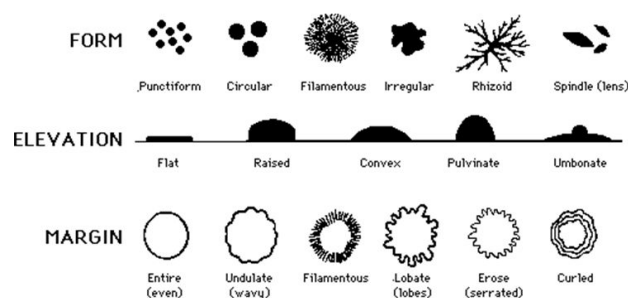 FORM
Punctiform Circular Filamentous Irregular Rhizoid Spindle (lens)
ELEVATION
Flat Raised Convex Pulvinate Umbonate
MARGIN
Entire Undulate Filamentous Lobate Erose Curled
(even) (wavy) (lobes) (serrated)